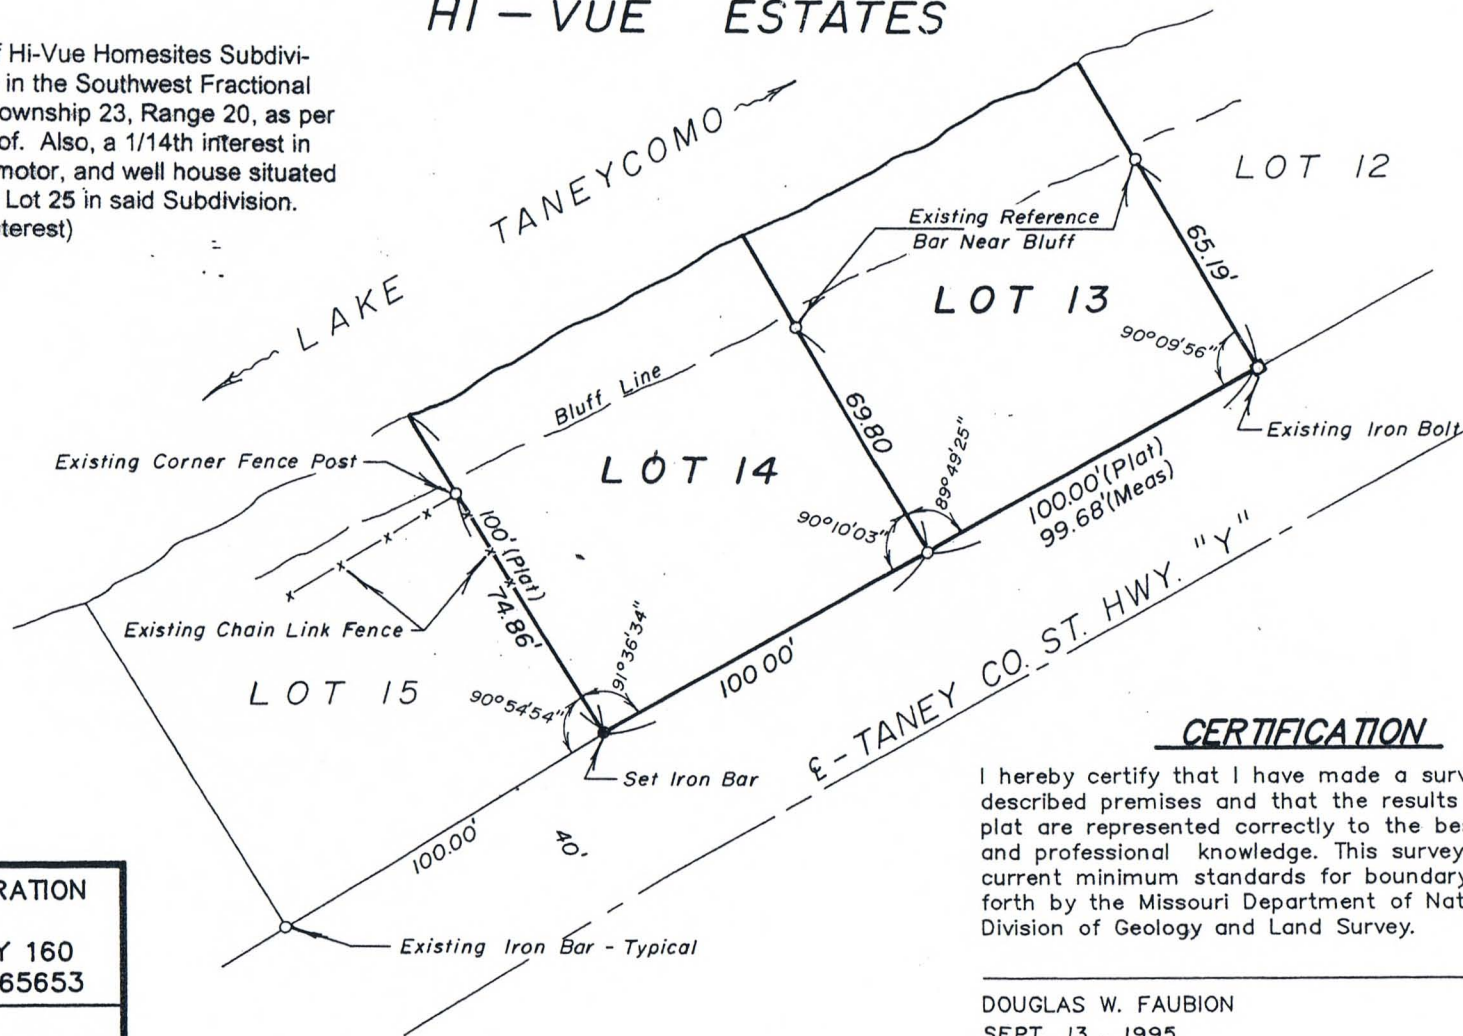 HI – VUE ESTATES
Hi-Vue Homesites Subdivi-
in the Southwest Fractional
ownship 23, Range 20, as per
of. Also, a 1/14th interest in
motor, and well house situated
Lot 25 in said Subdivision.
terest)
LAKE TANEYCOMO
LOT 12
Existing Reference
Bar Near Bluff
65.19'
LOT 13
90°09'56"
Bluff Line
69.80
Existing Iron Bolt
Existing Corner Fence Post
LOT 14
89°49'25"
100.00'(Plat)
99.68'(Meas)
90°10'03"
100'(Plat)
74.86'
Existing Chain Link Fence
91°36'34"
100.00'
LOT 15
90°54'54"
Set Iron Bar
℄ - TANEY CO. ST. HWY. "Y"
100.00'
40'
Existing Iron Bar - Typical
CERTIFICATION
I hereby certify that I have made a surv
described premises and that the results
plat are represented correctly to the be
and professional knowledge. This survey
current minimum standards for boundary
forth by the Missouri Department of Nat
Division of Geology and Land Survey.
DOUGLAS W. FAUBION
SEPT. 13, 1995
RATION
Y 160
65653